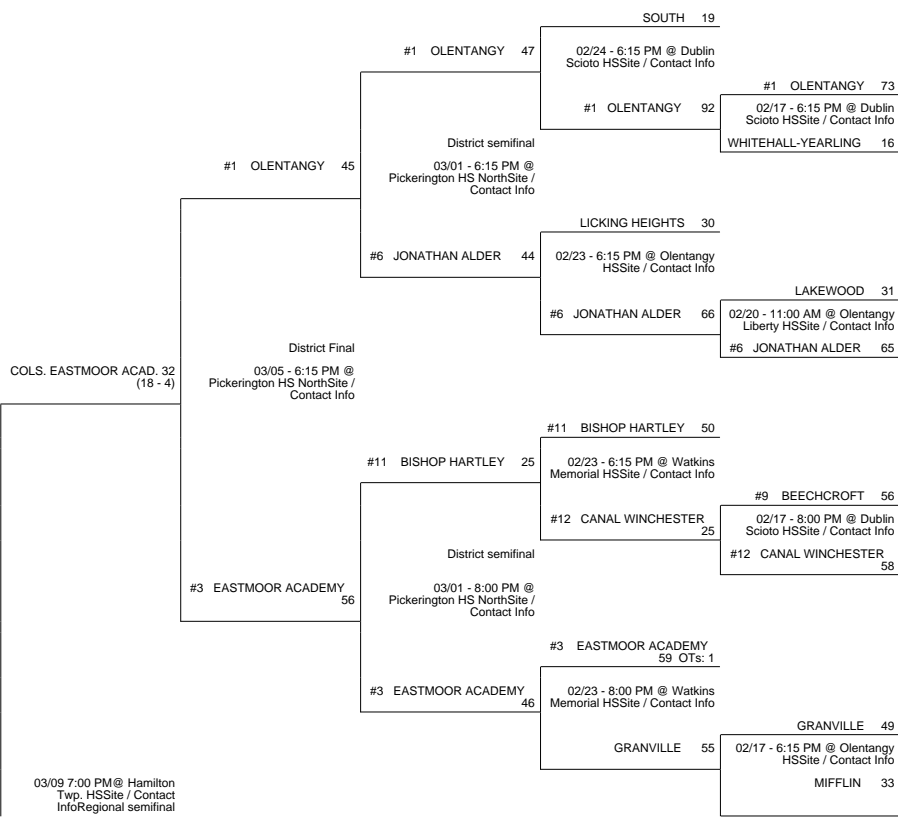 SOUTH 19
#1 OLENTANGY 47
02/24 - 6:15 PM @ Dublin
Scioto HSSite / Contact Info
#1 OLENTANGY 73
#1 OLENTANGY 92
02/17 - 6:15 PM @ Dublin
Scioto HSSite / Contact Info
WHITEHALL-YEARLING 16
District semifinal
03/01 - 6:15 PM @
Pickerington HS NorthSite /
Contact Info
#1 OLENTANGY 45
LICKING HEIGHTS 30
#6 JONATHAN ALDER 44
02/23 - 6:15 PM @ Olentangy
HSSite / Contact Info
LAKEWOOD 31
#6 JONATHAN ALDER 66
02/20 - 11:00 AM @ Olentangy
Liberty HSSite / Contact Info
#6 JONATHAN ALDER 65
District Final
03/05 - 6:15 PM @
Pickerington HS NorthSite /
Contact Info
COLS. EASTMOOR ACAD. 32
(18 - 4)
#11 BISHOP HARTLEY 50
#11 BISHOP HARTLEY 25
02/23 - 6:15 PM @ Watkins
Memorial HSSite / Contact Info
#9 BEECHCROFT 56
#12 CANAL WINCHESTER
25
02/17 - 8:00 PM @ Dublin
Scioto HSSite / Contact Info
#12 CANAL WINCHESTER
58
District semifinal
03/01 - 8:00 PM @
Pickerington HS NorthSite /
Contact Info
#3 EASTMOOR ACADEMY
56
#3 EASTMOOR ACADEMY
59 OTs: 1
#3 EASTMOOR ACADEMY
46
02/23 - 8:00 PM @ Watkins
Memorial HSSite / Contact Info
GRANVILLE 49
GRANVILLE 55
02/17 - 6:15 PM @ Olentangy
HSSite / Contact Info
MIFFLIN 33
03/09 7:00 PM@ Hamilton
Twp. HSSite / Contact
InfoRegional semifinal